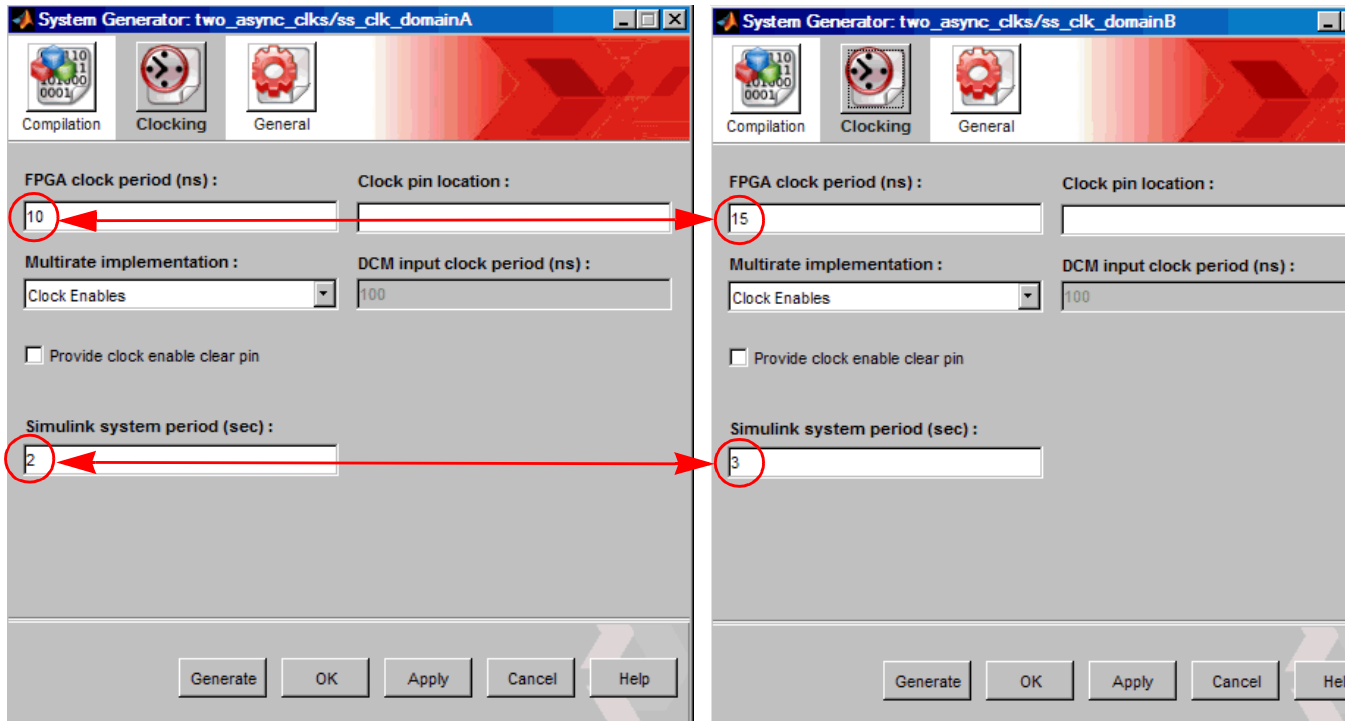 System Generator: two_async_clks/ss_clk_domainA
Compilation
Clocking
General
FPGA clock period (ns) :
Clock pin location :
10
Multirate implementation :
DCM input clock period (ns) :
Clock Enables
100
Provide clock enable clear pin
Simulink system period (sec) :
2
Generate
OK
Apply
Cancel
Help
System Generator: two_async_clks/ss_clk_domainB
Compilation
Clocking
General
FPGA clock period (ns) :
Clock pin location :
15
Multirate implementation :
DCM input clock period (ns) :
Clock Enables
100
Provide clock enable clear pin
Simulink system period (sec) :
3
Generate
OK
Apply
Cancel
Hel